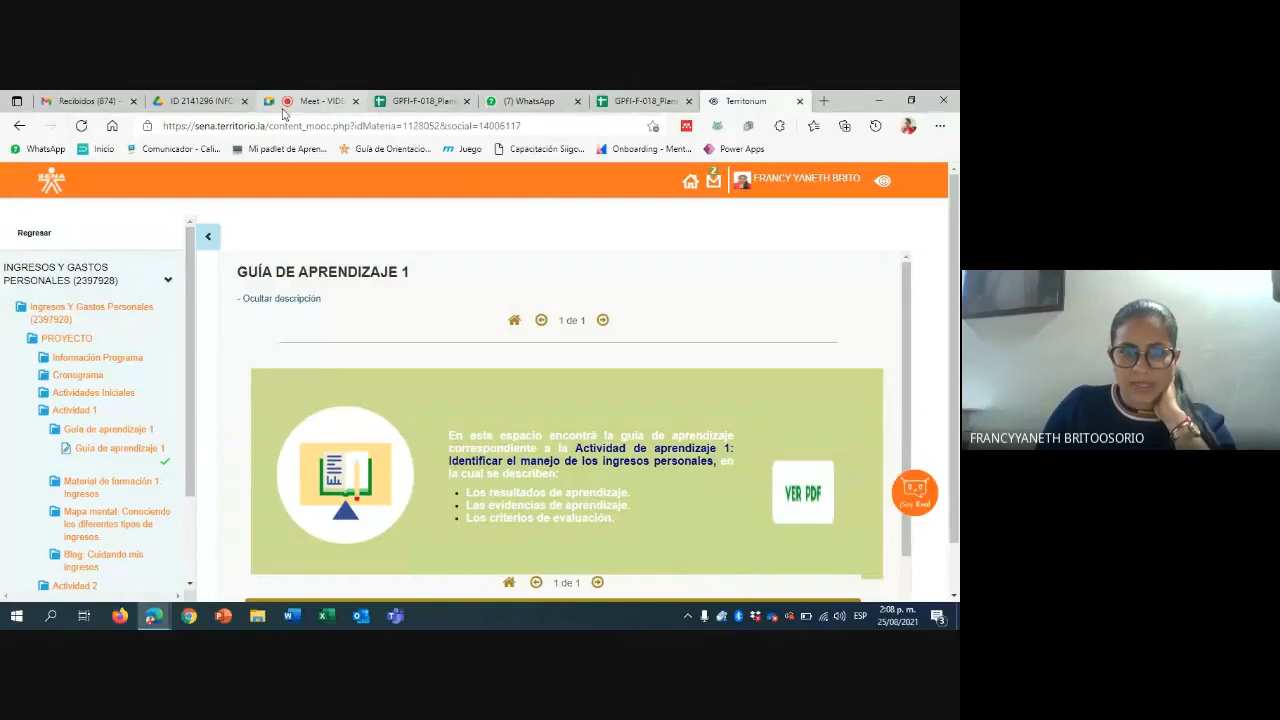 Recibidos (874) -
ID 2141296 INFC
Meet - VIDE
GPFI-F-018_Plane
(7) WhatsApp
GPFI-F-018_Plane
Territorium
https://sena.territorio.la/content_mooc.php?idMateria=1128052&social=14006117
WhatsApp
Inicio
Comunicador - Cali...
Mi padlet de Apren...
Guía de Orientacio...
Juego
Capacitación Siigo...
Onboarding - Ment...
Power Apps
SENA
2
FRANCY YANETH BRITO
Regresar
INGRESOS Y GASTOS
PERSONALES (2397928)
Ingresos Y Gastos Personales
(2397928)
PROYECTO
Información Programa
Cronograma
Actividades Iniciales
Actividad 1
Guía de aprendizaje 1
Guía de aprendizaje 1
Material de formación 1.
Ingresos
Mapa mental. Conociendo
los diferentes tipos de
ingresos.
Blog: Cuidando mis
ingresos
Actividad 2
GUÍA DE APRENDIZAJE 1
- Ocultar descripción
1 de 1
En este espacio encontrá la guía de aprendizaje
correspondiente a la Actividad de aprendizaje 1:
Identificar el manejo de los ingresos personales, en
la cual se describen:
Los resultados de aprendizaje.
Las evidencias de aprendizaje.
Los criterios de evaluación.
VER PDF
1 de 1
FRANCYYANETH BRITOOSORIO
ESP
2:08 p. m.
25/08/2021
3